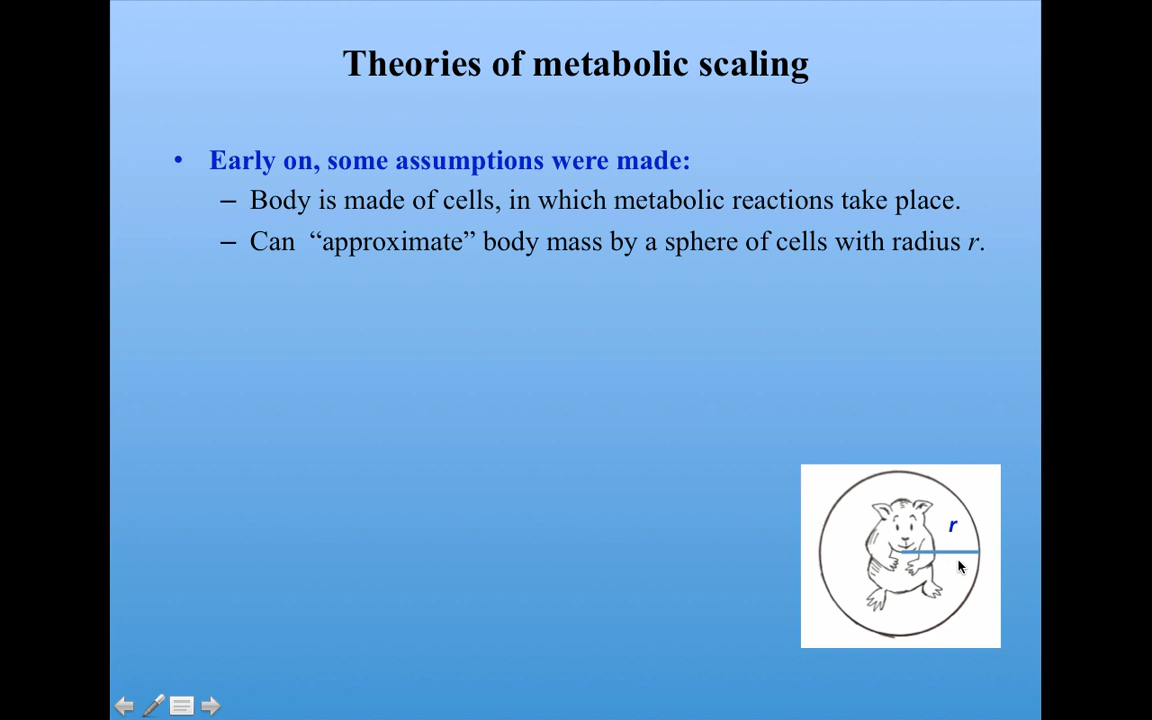 Theories of metabolic scaling
• Early on, some assumptions were made:
– Body is made of cells, in which metabolic reactions take place.
– Can “approximate” body mass by a sphere of cells with radius r.
r